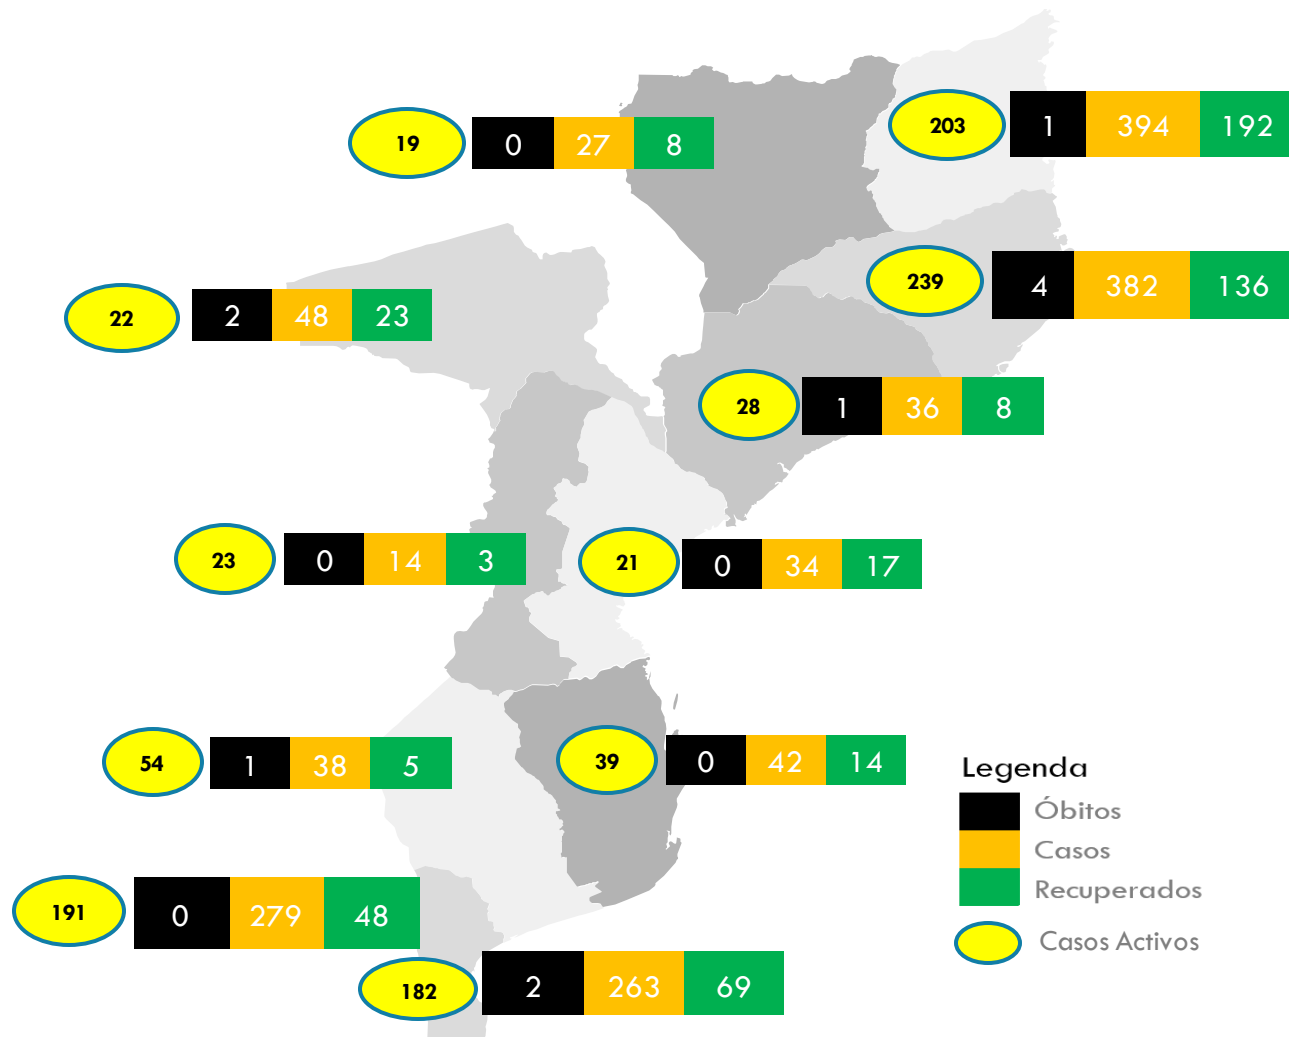 19 0 27 8
203 1 394 192
239 4 382 136
22 2 48 23
28 1 36 8
23 0 14 3
21 0 34 17
54 1 38 5
39 0 42 14
Legenda
Óbitos
Casos
Recuperados
Casos Activos
191 0 279 48
182 2 263 69